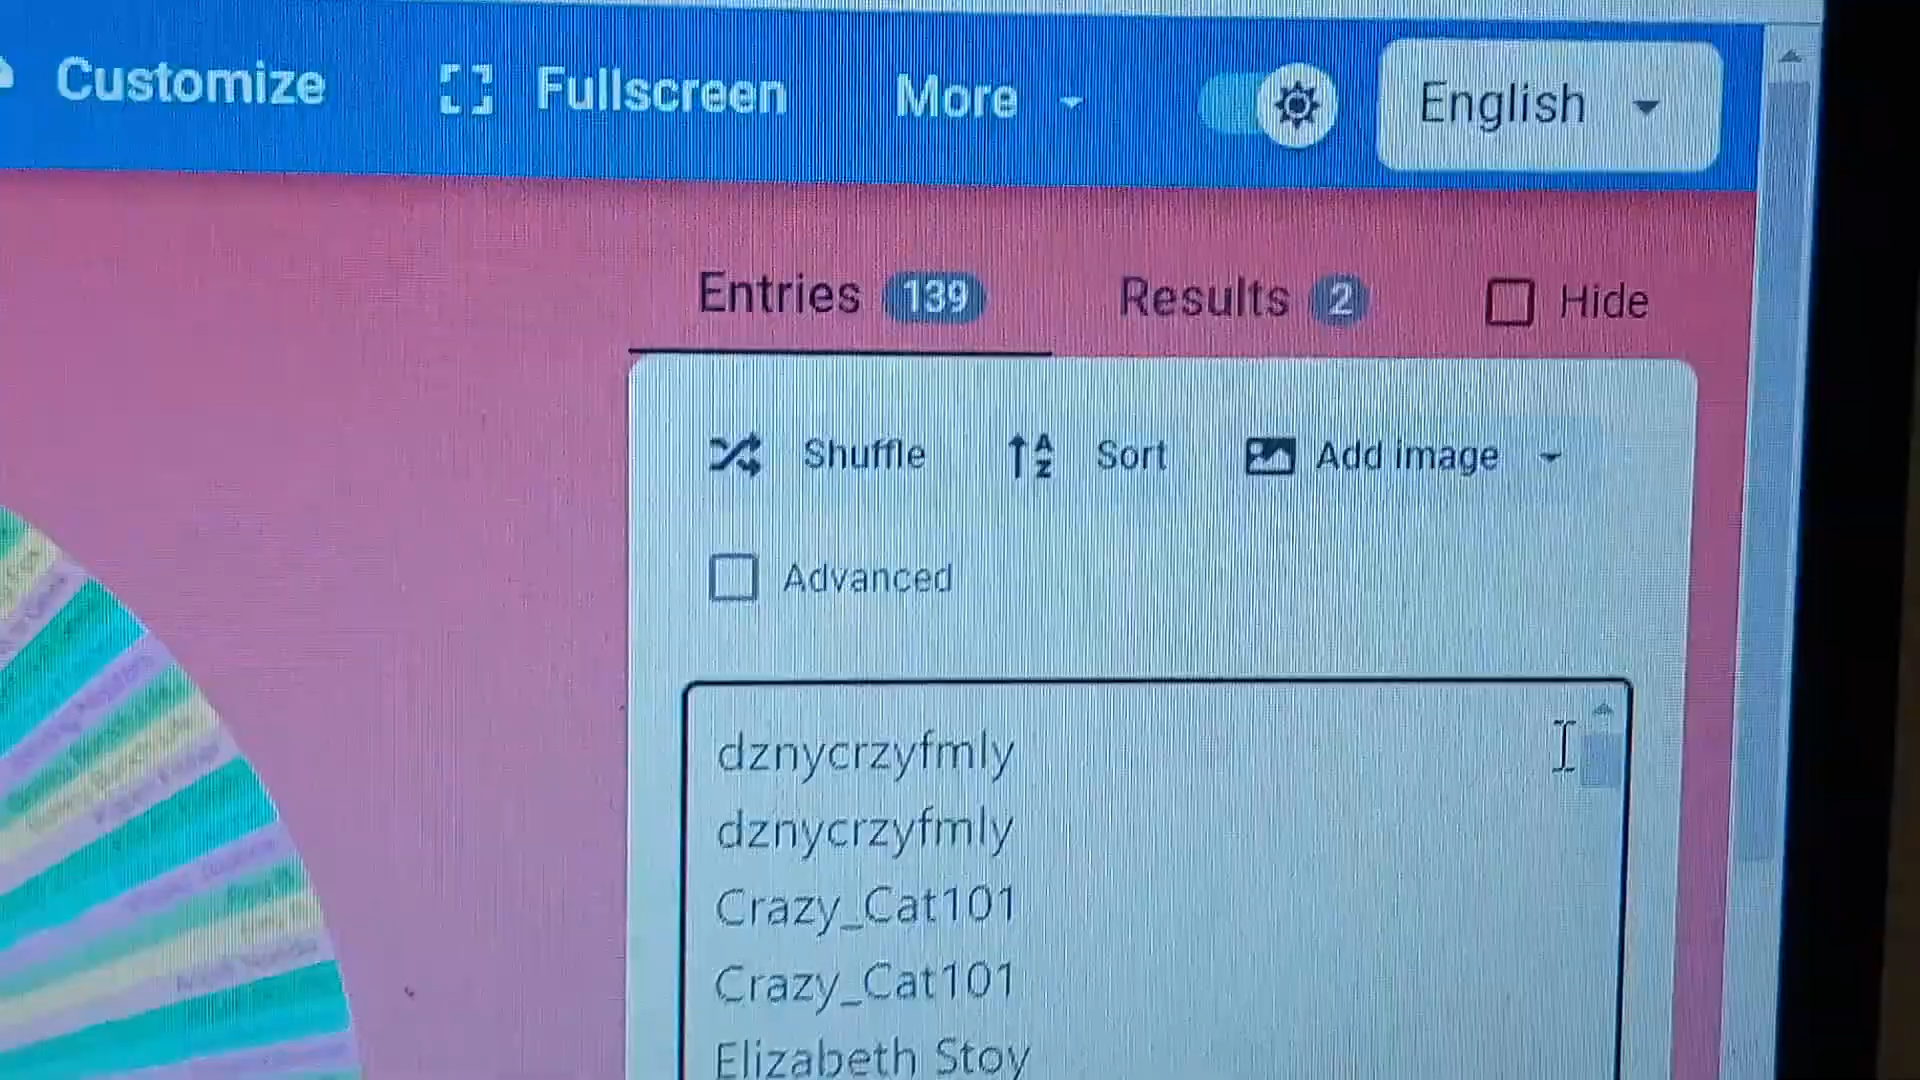 Customize Fullscreen More English
Entries 139 Results 2 Hide
Shuffle Sort Add image
Advanced
dznycrzyfmly
dznycrzyfmly
Crazy_Cat101
Crazy_Cat101
Elizabeth Stoy